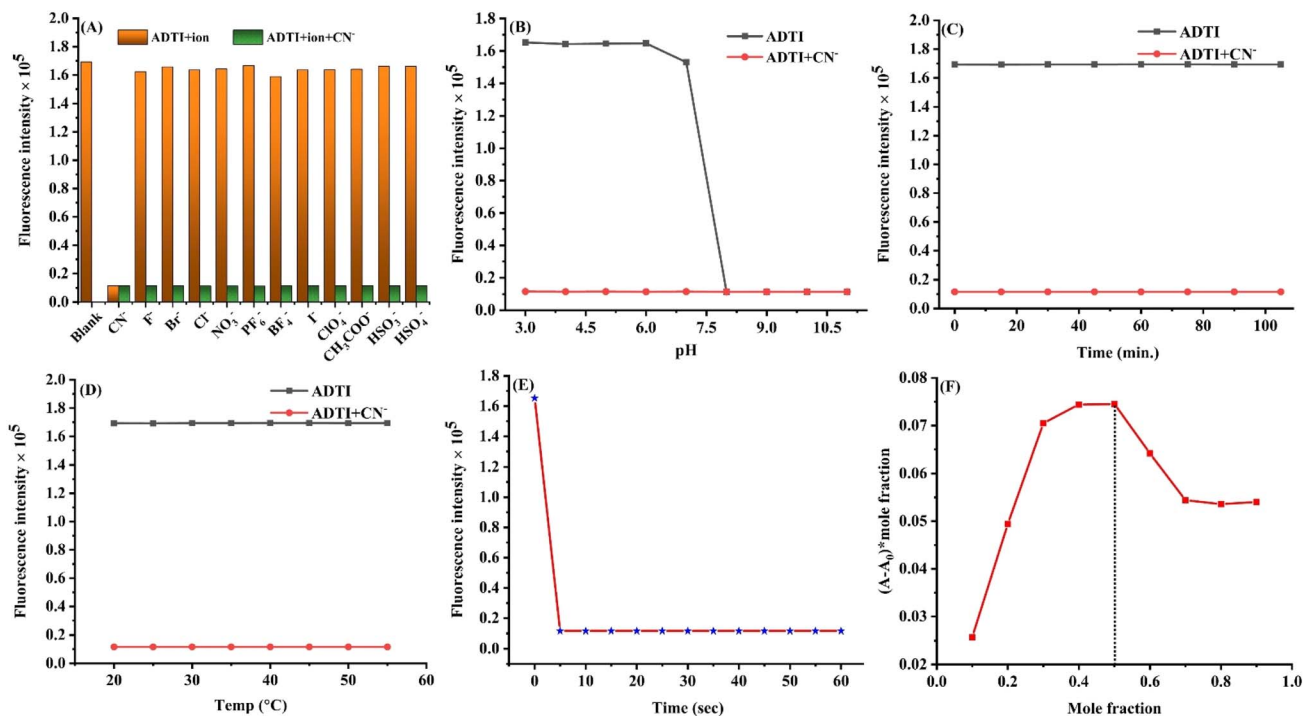 (A)
ADTI+ion
ADTI+ion+CN⁻
Fluorescence intensity × 10⁵
2.0
1.8
1.6
1.4
1.2
1.0
0.8
0.6
0.4
0.2
0.0
Blank
CN⁻
F⁻
Br⁻
Cl⁻
NO₃⁻
PF₆⁻
BF₄⁻
I⁻
ClO₄⁻
CH₃COO⁻
HSO₃⁻
HSO₄⁻
(B)
ADTI
ADTI+CN⁻
Fluorescence intensity × 10⁵
1.8
1.6
1.4
1.2
1.0
0.8
0.6
0.4
0.2
0.0
3.0 4.5 6.0 7.5 9.0 10.5
pH
(C)
ADTI
ADTI+CN⁻
Fluorescence intensity × 10⁵
2.0
1.8
1.6
1.4
1.2
1.0
0.8
0.6
0.4
0.2
0.0
0 20 40 60 80 100
Time (min.)
(D)
ADTI
ADTI+CN⁻
Fluorescence intensity × 10⁵
2.0
1.8
1.6
1.4
1.2
1.0
0.8
0.6
0.4
0.2
0.0
20 30 40 50 60
Temp (°C)
(E)
Fluorescence intensity × 10⁵
1.8
1.6
1.4
1.2
1.0
0.8
0.6
0.4
0.2
0.0
0 10 20 30 40 50 60
Time (sec)
(F)
(A-A₀)*mole fraction
0.08
0.07
0.06
0.05
0.04
0.03
0.02
0.0 0.2 0.4 0.6 0.8 1.0
Mole fraction